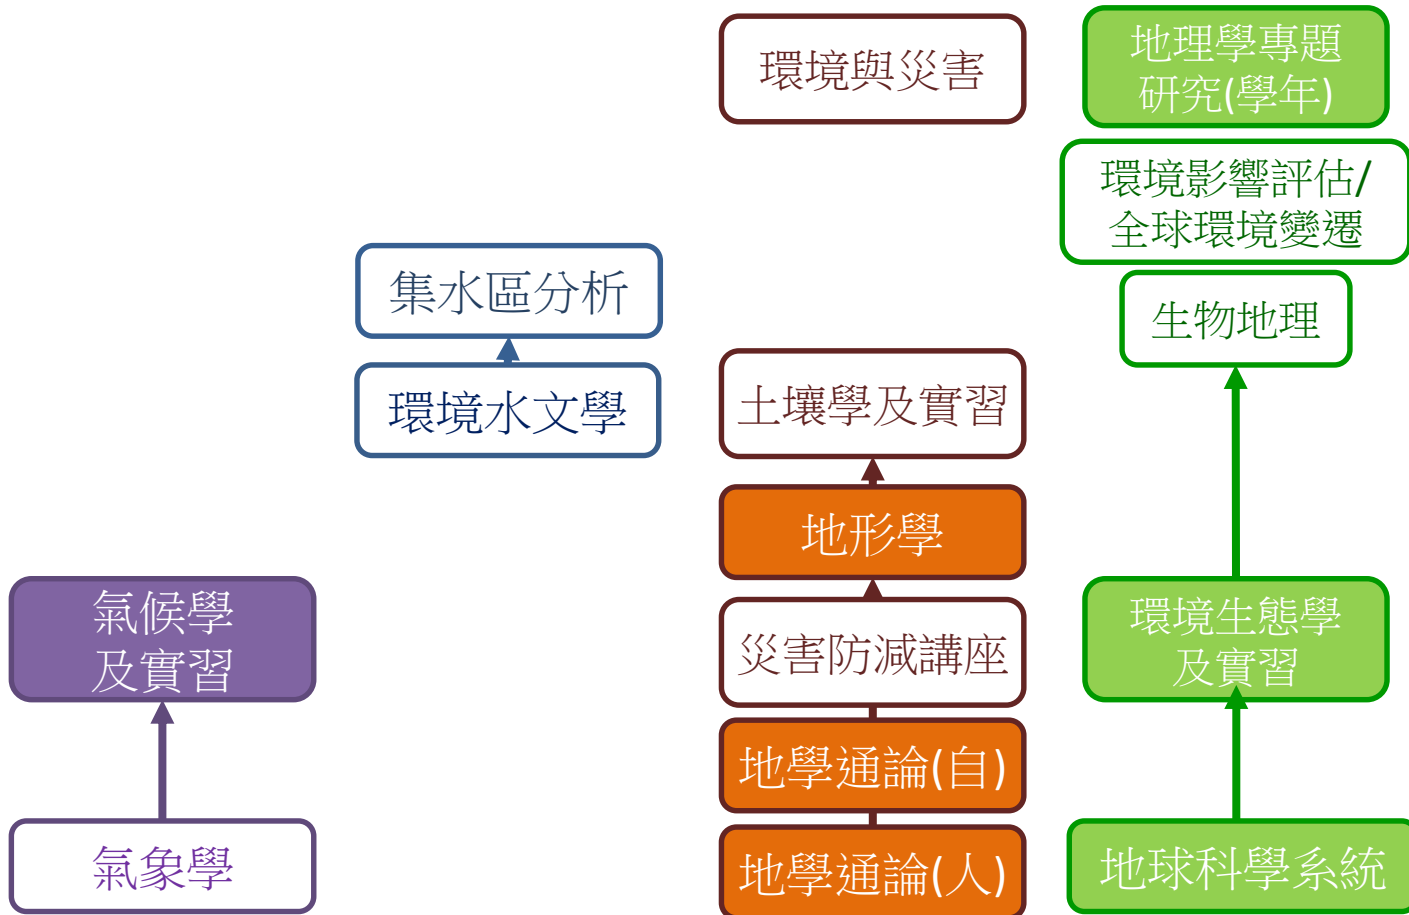 環境與災害
地理學專題
研究(學年)
環境影響評估/
全球環境變遷
集水區分析
生物地理
環境水文學
土壤學及實習
地形學
氣候學
及實習
災害防減講座
環境生態學
及實習
地學通論(自)
氣象學
地學通論(人)
地球科學系統